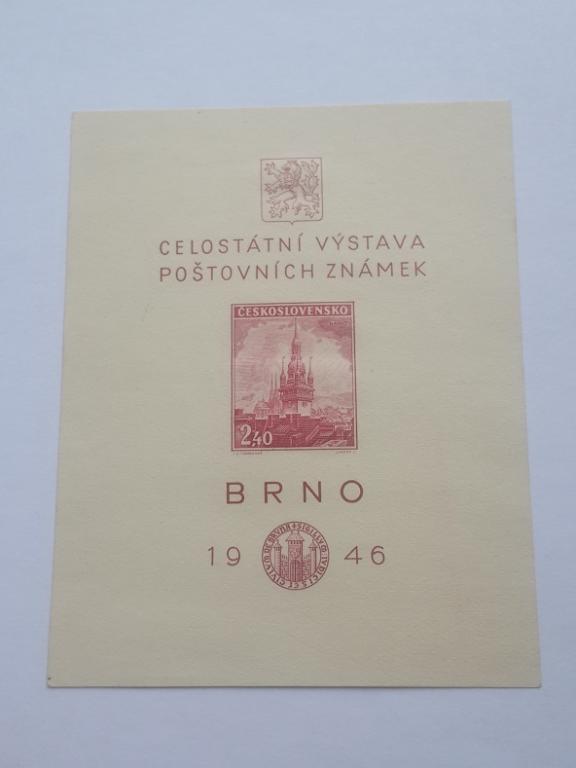 CELOSTÁTNÍ VÝSTAVA
POŠTOVNÍCH ZNÁMEK
ČESKOSLOVENSKO
2,40
BRNO
19 46